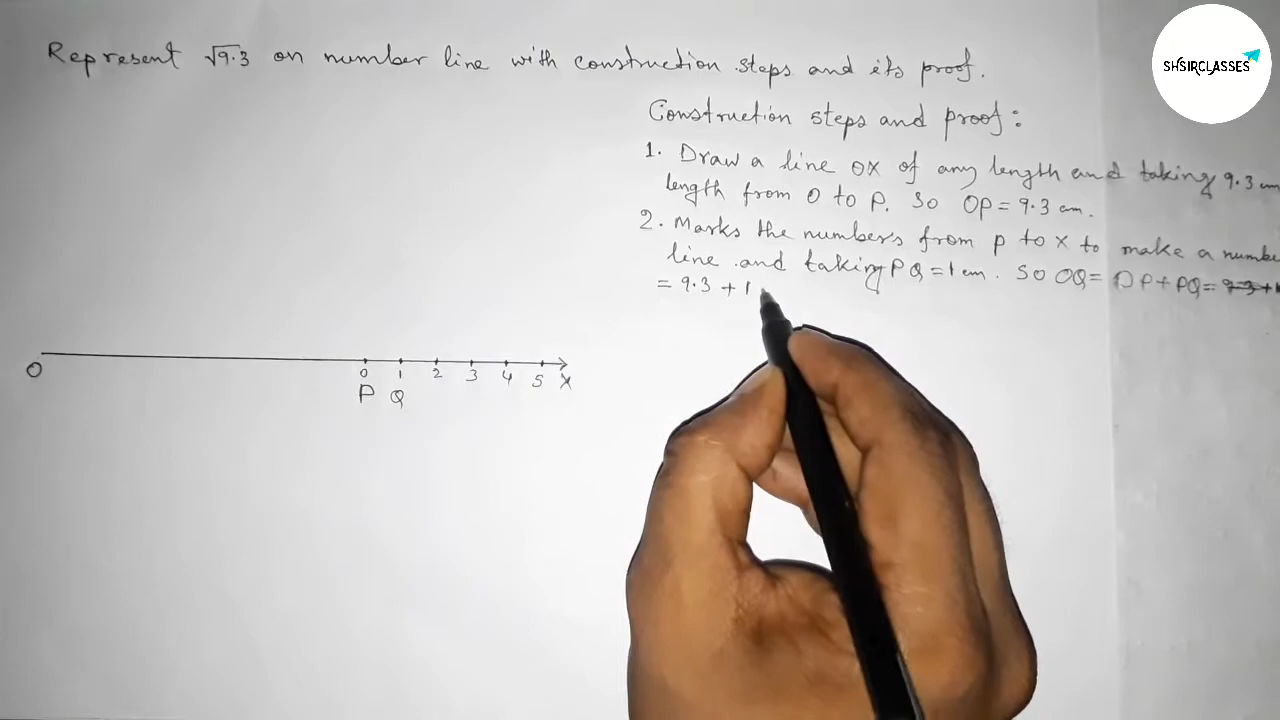 Represent √9.3 on number line with construction steps and its proof.
SHSIRCLASSES
Construction steps and proof:
1. Draw a line OX of any length and taking 9.3 cm
length from O to P. So OP = 9.3 cm.
2. Marks the numbers from P to X to make a number
line and taking PQ = 1 cm. So OQ = OP + PQ = 9.3 + 1
= 9.3 + 1
O 0 1 2 3 4 5 X
P Q